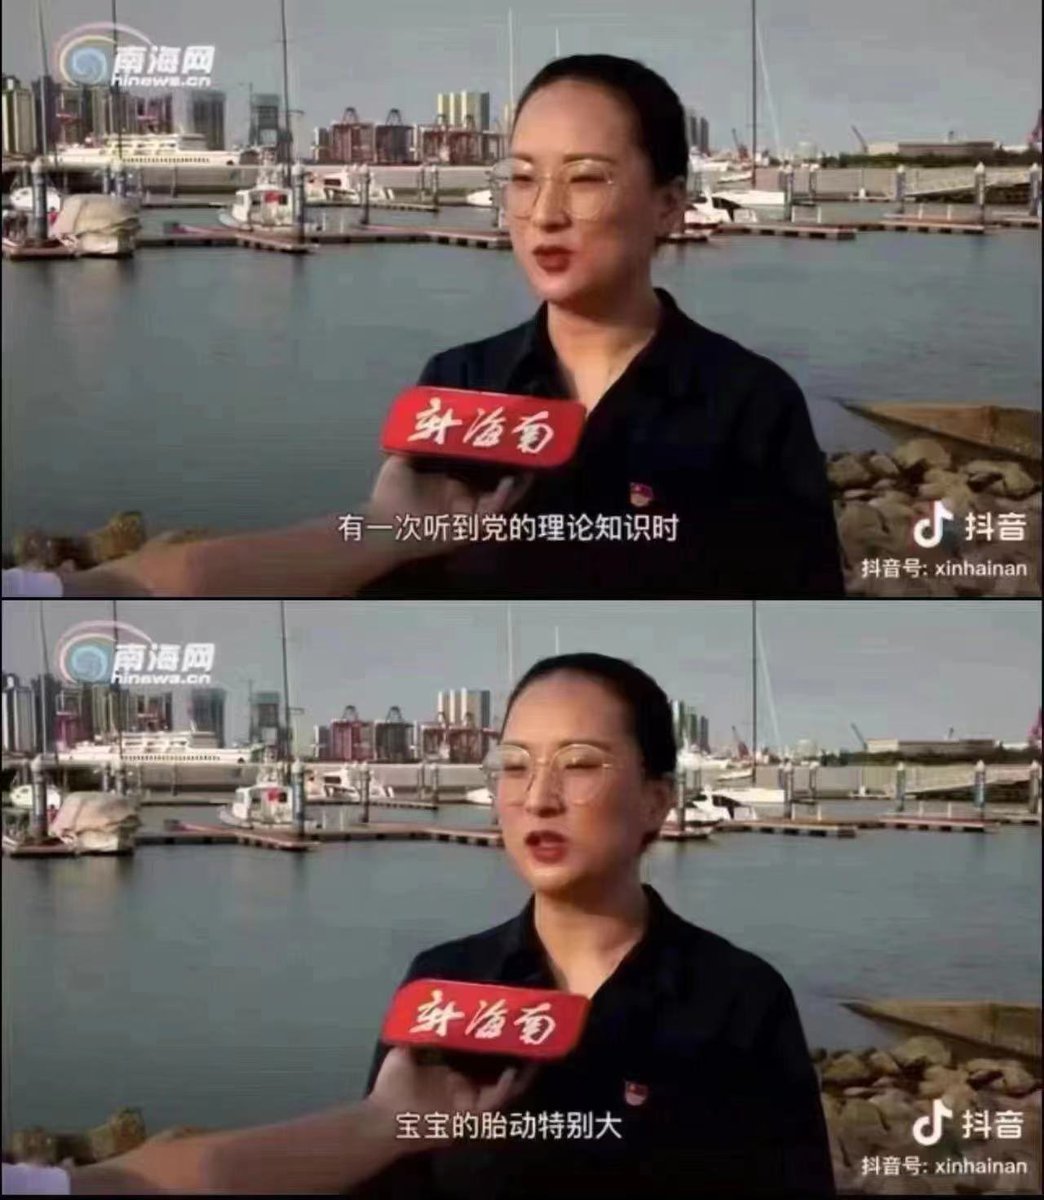 南海网
hinews.cn
新海南
有一次听到党的理论知识时
抖音
抖音号: xinhainan
南海网
hinews.cn
新海南
宝宝的胎动特别大
抖音
抖音号: xinhainan